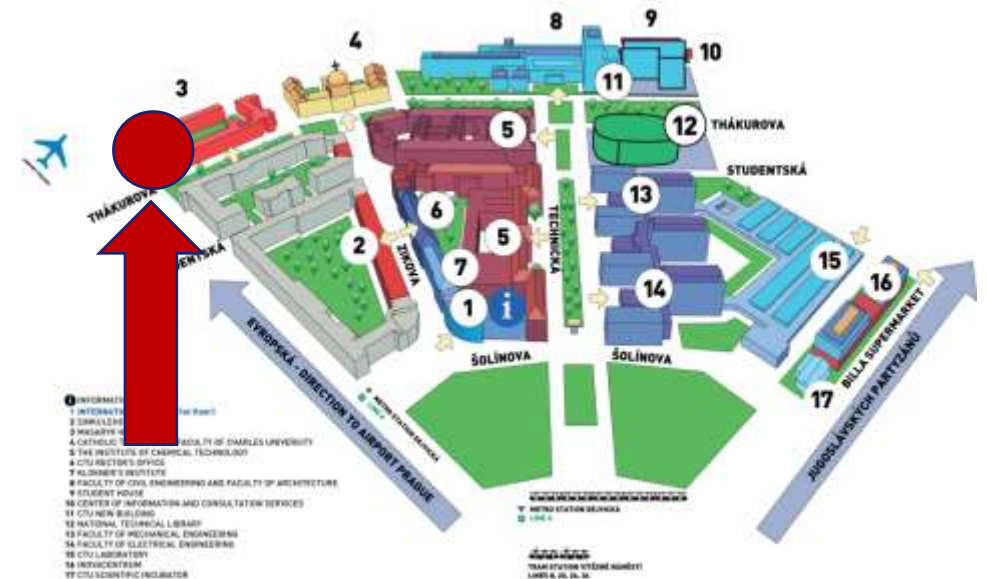 8
9
10
4
3
11
5
12
THÁKUROVA
STUDENTSKÁ
13
THÁKUROVA
6
2
ZIKOVA
5
TECHNICKÁ
7
15
14
1
i
16
EVROPSKÁ - DIRECTION TO AIRPORT PRAGUE
ŠOLÍNOVA
ŠOLÍNOVA
BILLA SUPERMARKET
17
JUGOSLÁVSKÝCH PARTYZÁNŮ
METRO STATION DEJVICKÁ
LINE A
4 CATHOLIC FACULTY OF CHARLES UNIVERSITY
5 THE INSTITUTE OF CHEMICAL TECHNOLOGY
6 CTU RECTOR'S OFFICE
7 KLOKNER'S INSTITUTE
8 FACULTY OF CIVIL ENGINEERING AND FACULTY OF ARCHITECTURE
9 STUDENT HOUSE
10 CENTER OF INFORMATION AND CONSULTATION SERVICES
11 CTU NEW BUILDING
12 NATIONAL TECHNICAL LIBRARY
13 FACULTY OF MECHANICAL ENGINEERING
14 FACULTY OF ELECTRICAL ENGINEERING
15 CTU LABORATORY
16 INOVACENTRUM
17 CTU SCIENTIFIC INCUBATOR
METRO STATION DEJVICKÁ
LINE A
TRAM STATION VÍTĚZNÉ NÁMĚSTÍ